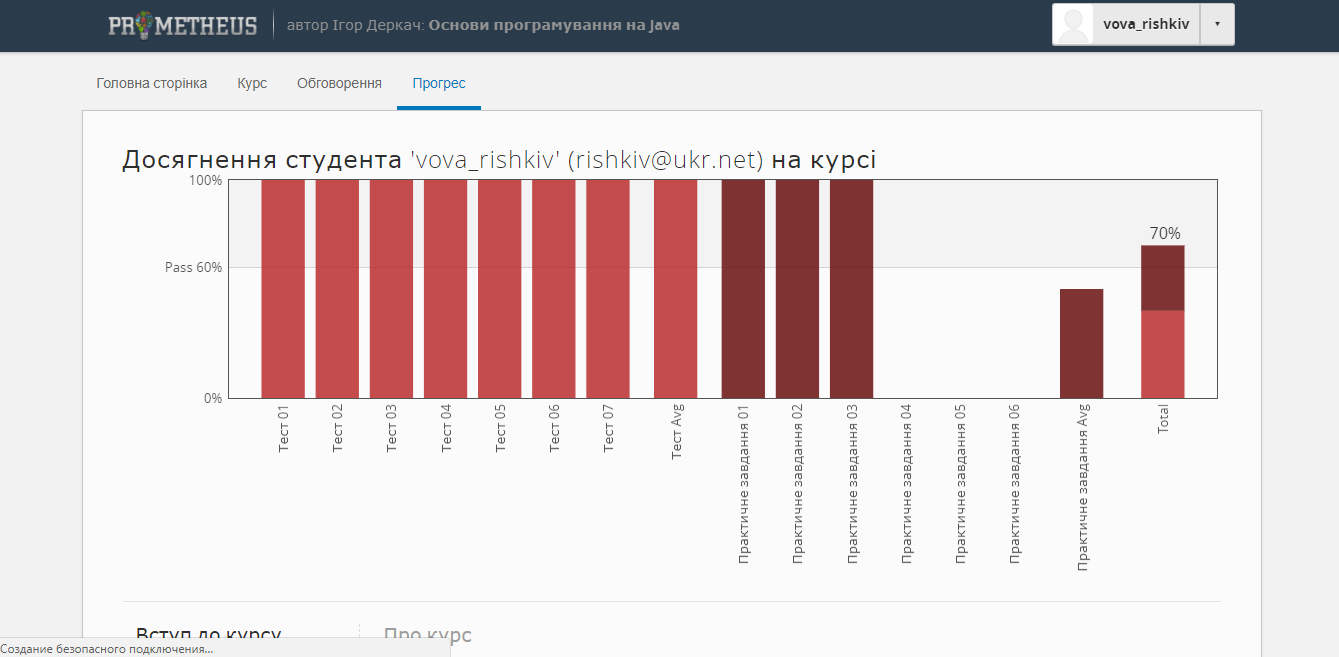 PROMETHEUS
автор Ігор Деркач: Основи програмування на Java
vova_rishkiv
Головна сторінка
Курс
Обговорення
Прогрес
Досягнення студента 'vova_rishkiv' (rishkiv@ukr.net) на курсі
100%
Pass 60%
0%
70%
Тест 01
Тест 02
Тест 03
Тест 04
Тест 05
Тест 06
Тест 07
Тест Avg
Практичне завдання 01
Практичне завдання 02
Практичне завдання 03
Практичне завдання 04
Практичне завдання 05
Практичне завдання 06
Практичне завдання Avg
Total
Вступ до курсу
Про курс
Создание безопасного подключения...